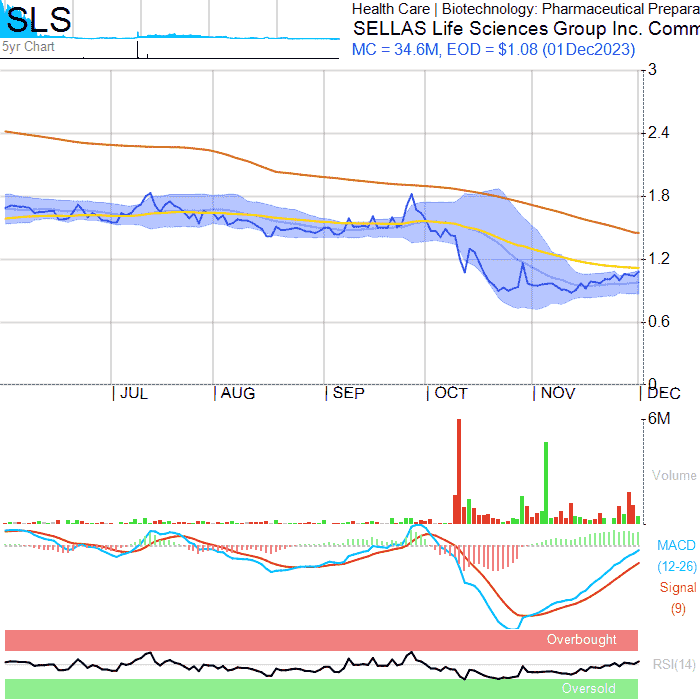 SLS
5yr Chart
Health Care | Biotechnology: Pharmaceutical Prepara
SELLAS Life Sciences Group Inc. Comm
MC = 34.6M, EOD = $1.08 (01Dec2023)
3
2.4
1.8
1.2
0.6
0
| JUL | AUG | SEP | OCT | NOV | DEC
6M
Volume
MACD
(12-26)
Signal
(9)
Overbought
RSI(14)
Oversold